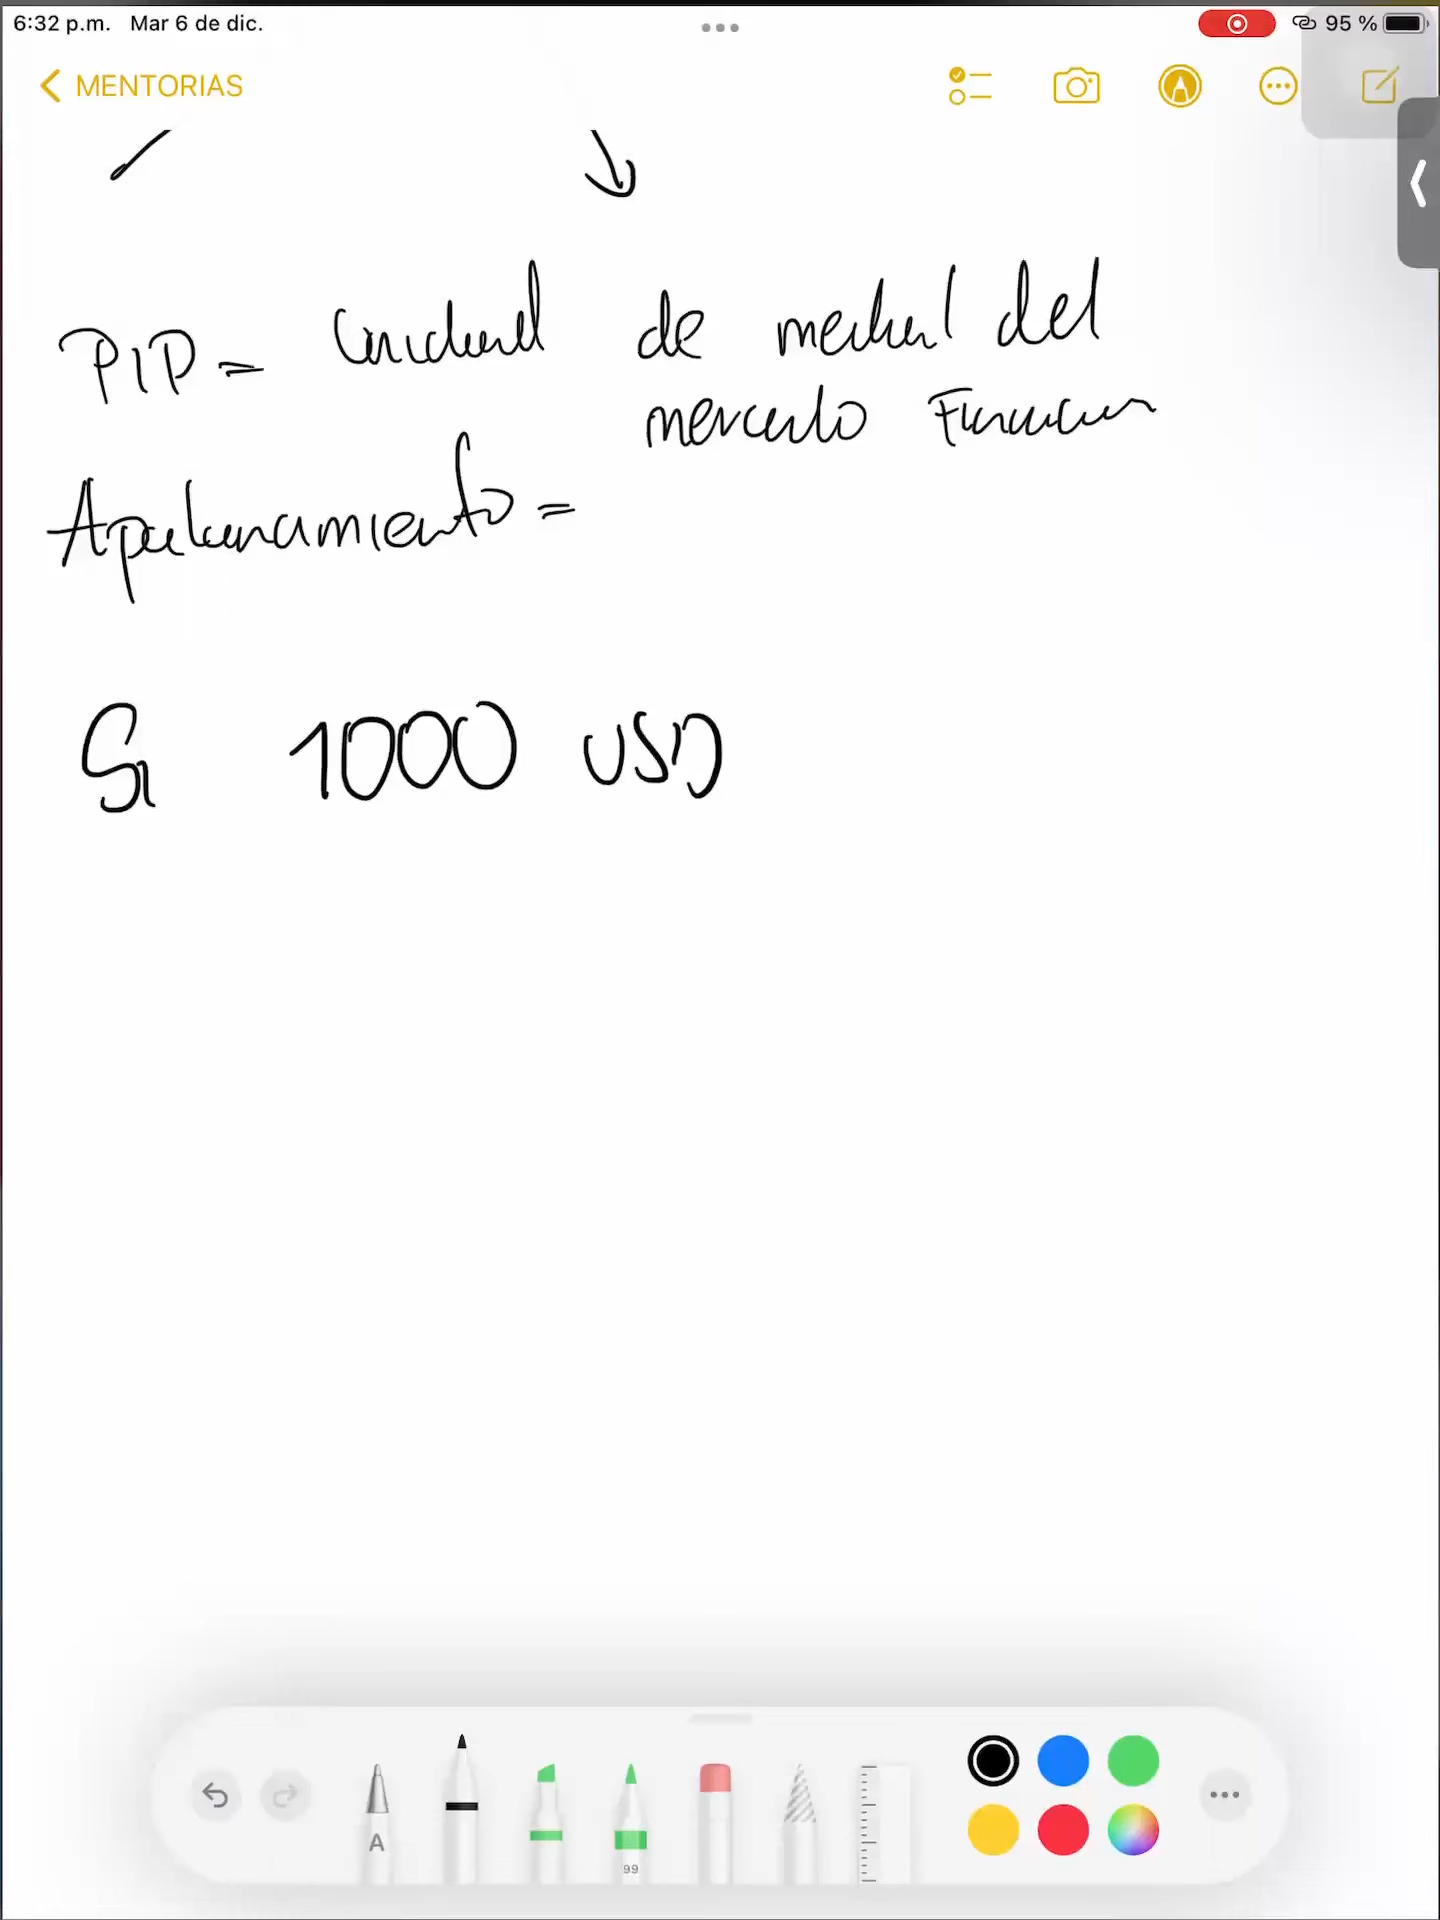 6:32 p.m. Mar 6 de dic. 95 %
MENTORIAS
PIP = Unidad de medida del
mercado Financier
Apalancamiento =
Si 1000 USD
A
99